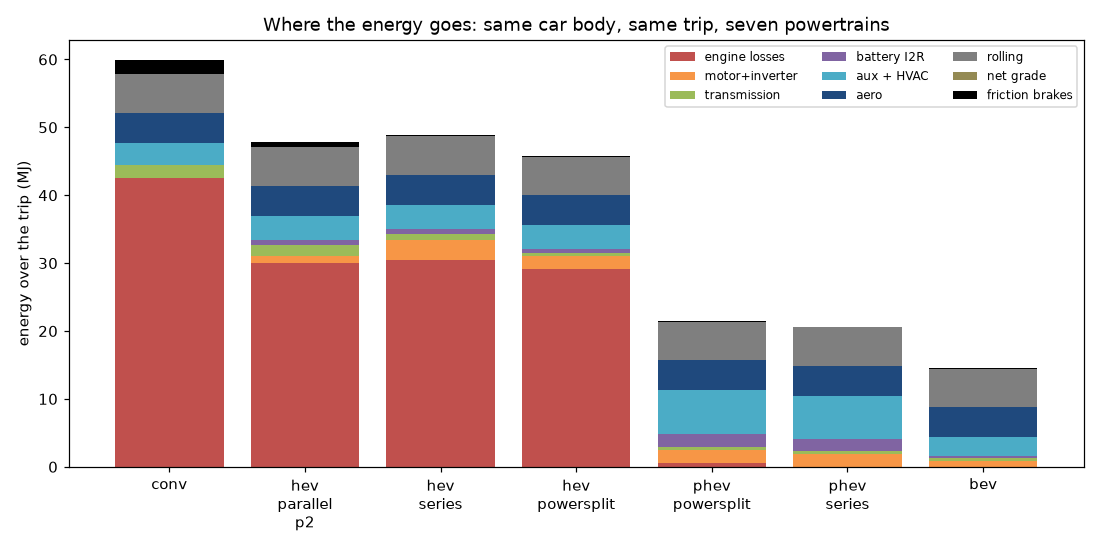 Where the energy goes: same car body, same trip, seven powertrains
energy over the trip (MJ)
60
50
40
30
20
10
0
engine losses
motor+inverter
transmission
battery I2R
aux + HVAC
aero
rolling
net grade
friction brakes
conv
hev
parallel
p2
hev
series
hev
powersplit
phev
powersplit
phev
series
bev